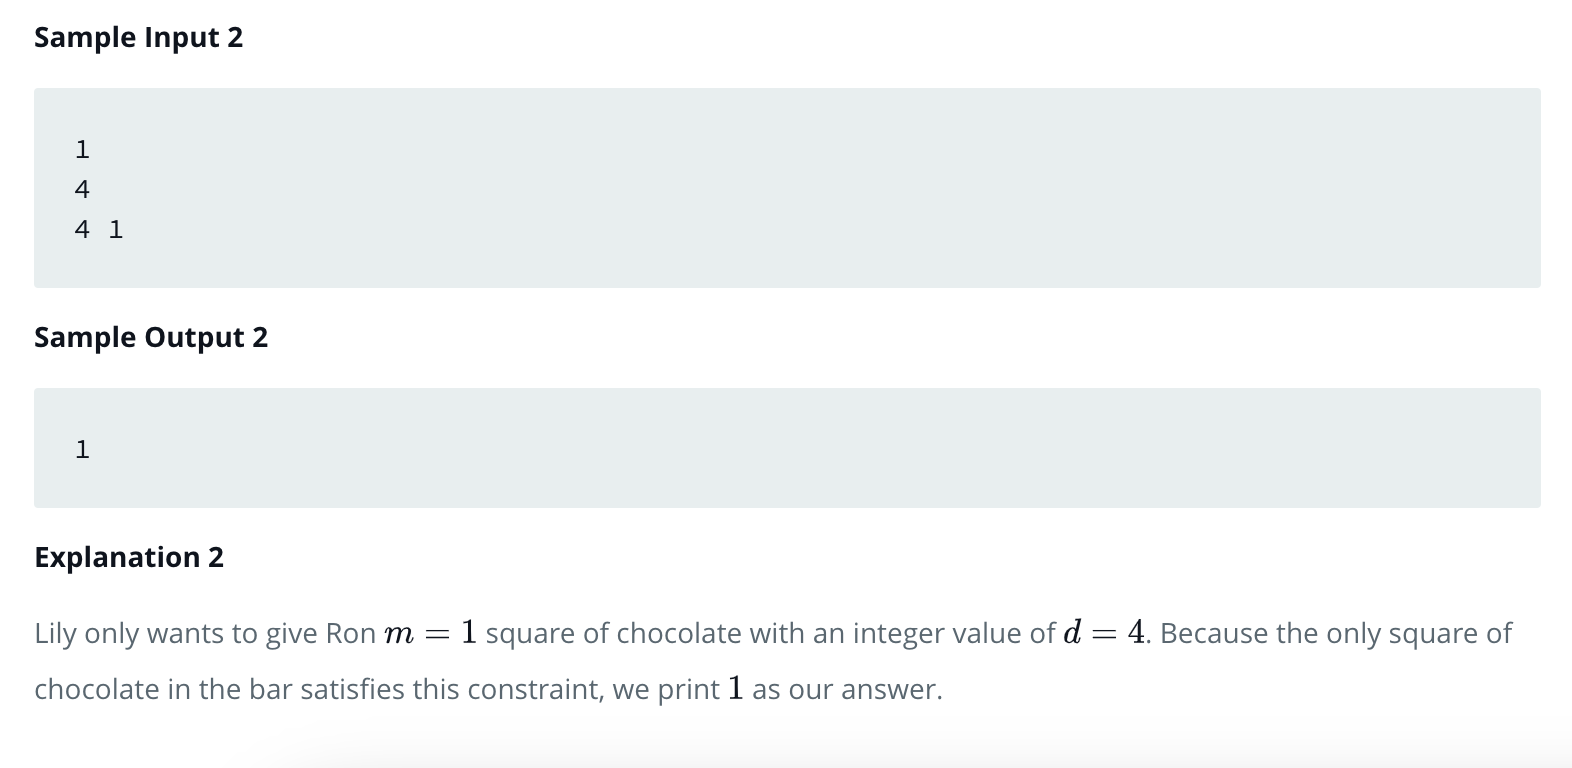 Sample Input 2
1
4
4 1
Sample Output 2
1
Explanation 2
Lily only wants to give Ron m = 1 square of chocolate with an integer value of d = 4. Because the only square of
chocolate in the bar satisfies this constraint, we print 1 as our answer.